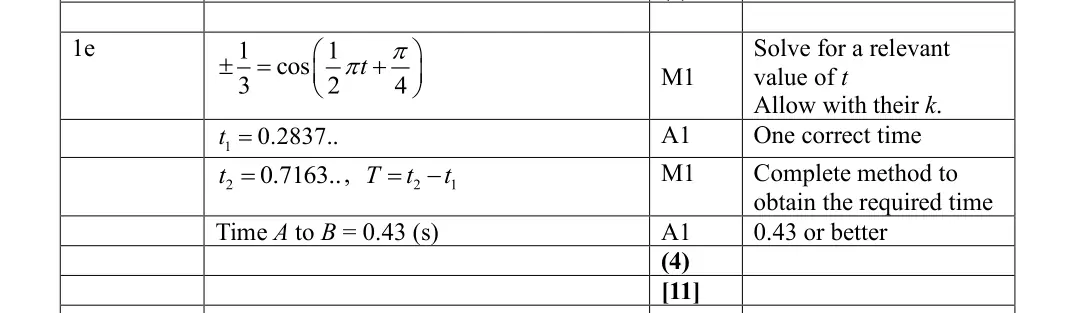 1e
±1/3 = cos(1/2 πt + π/4)
M1
Solve for a relevant
value of t
Allow with their k.
t₁ = 0.2837..
A1
One correct time
t₂ = 0.7163.., T = t₂ − t₁
M1
Complete method to
obtain the required time
Time A to B = 0.43 (s)
A1
0.43 or better
(4)
[11]